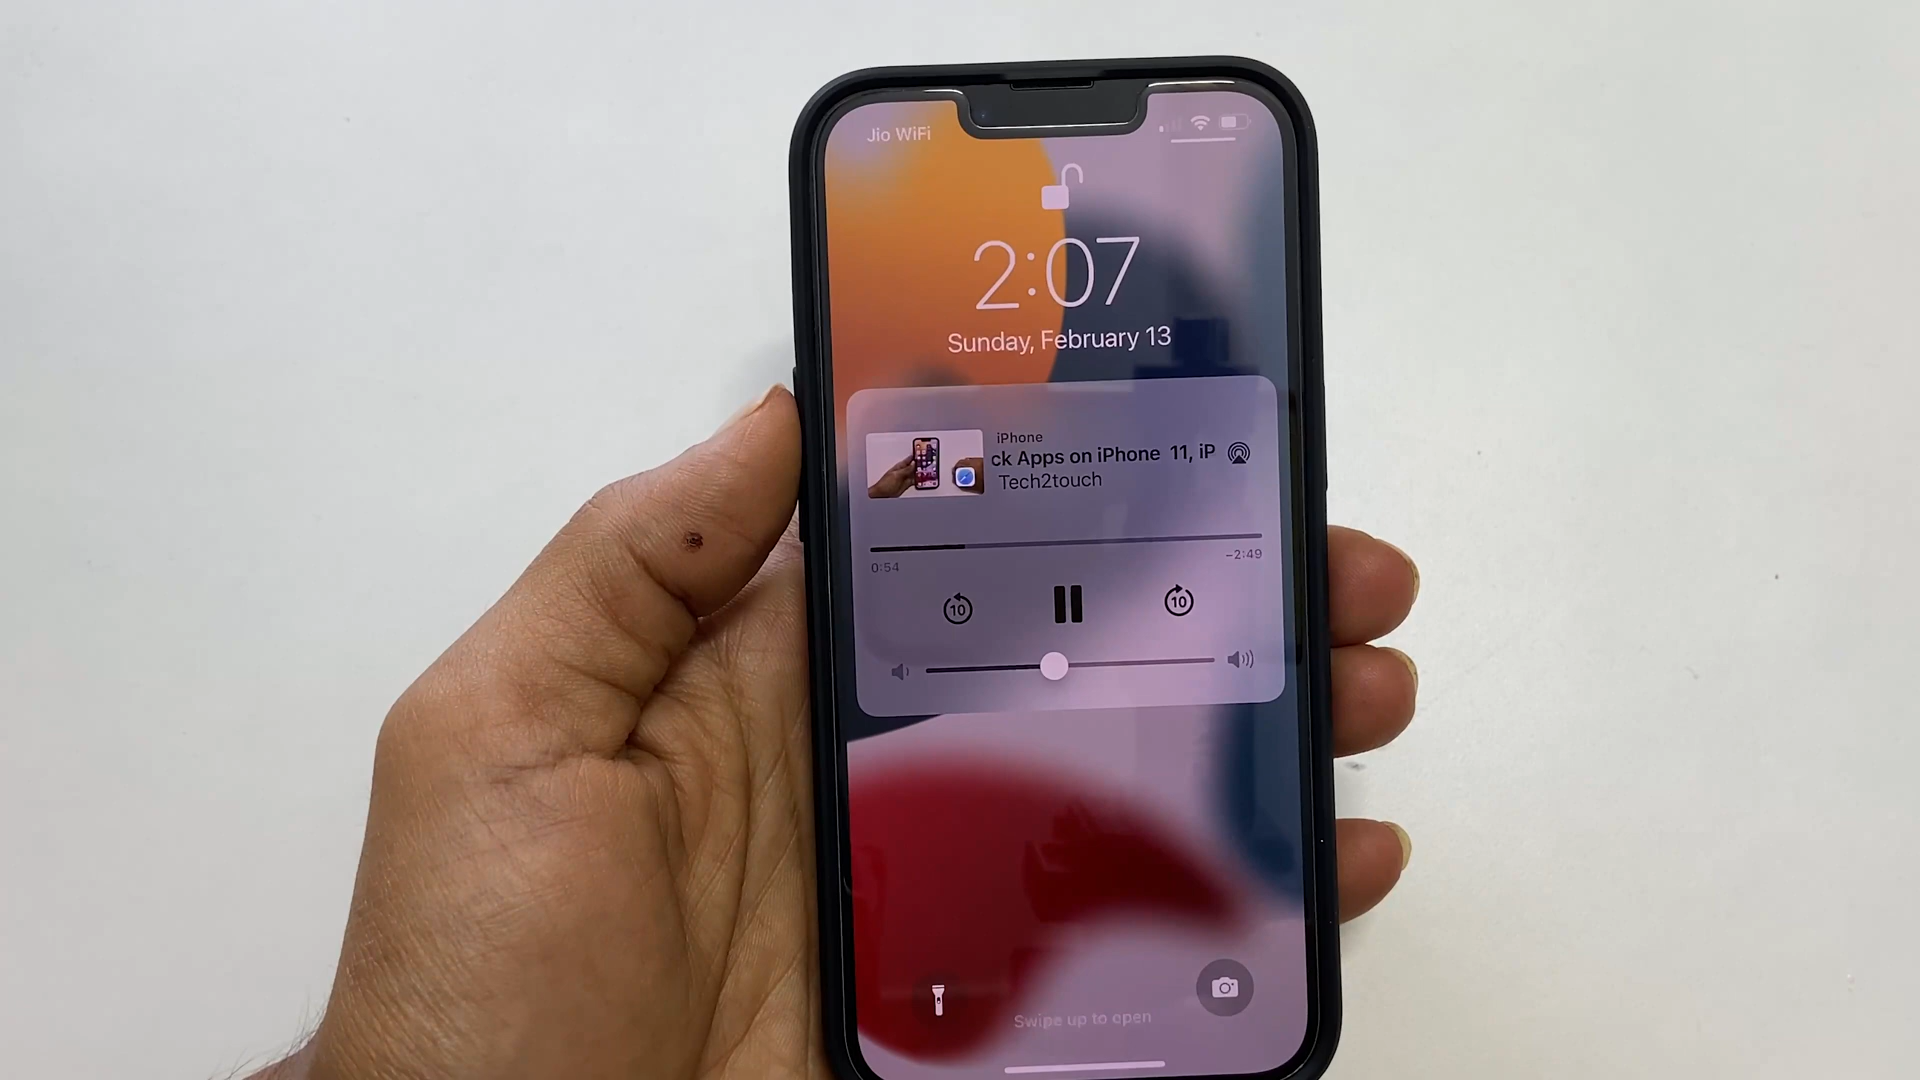 Jio WiFi
2:07
Sunday, February 13
iPhone
ck Apps on iPhone 11, iP
Tech2touch
0:54
-2:49
10
10
Swipe up to open